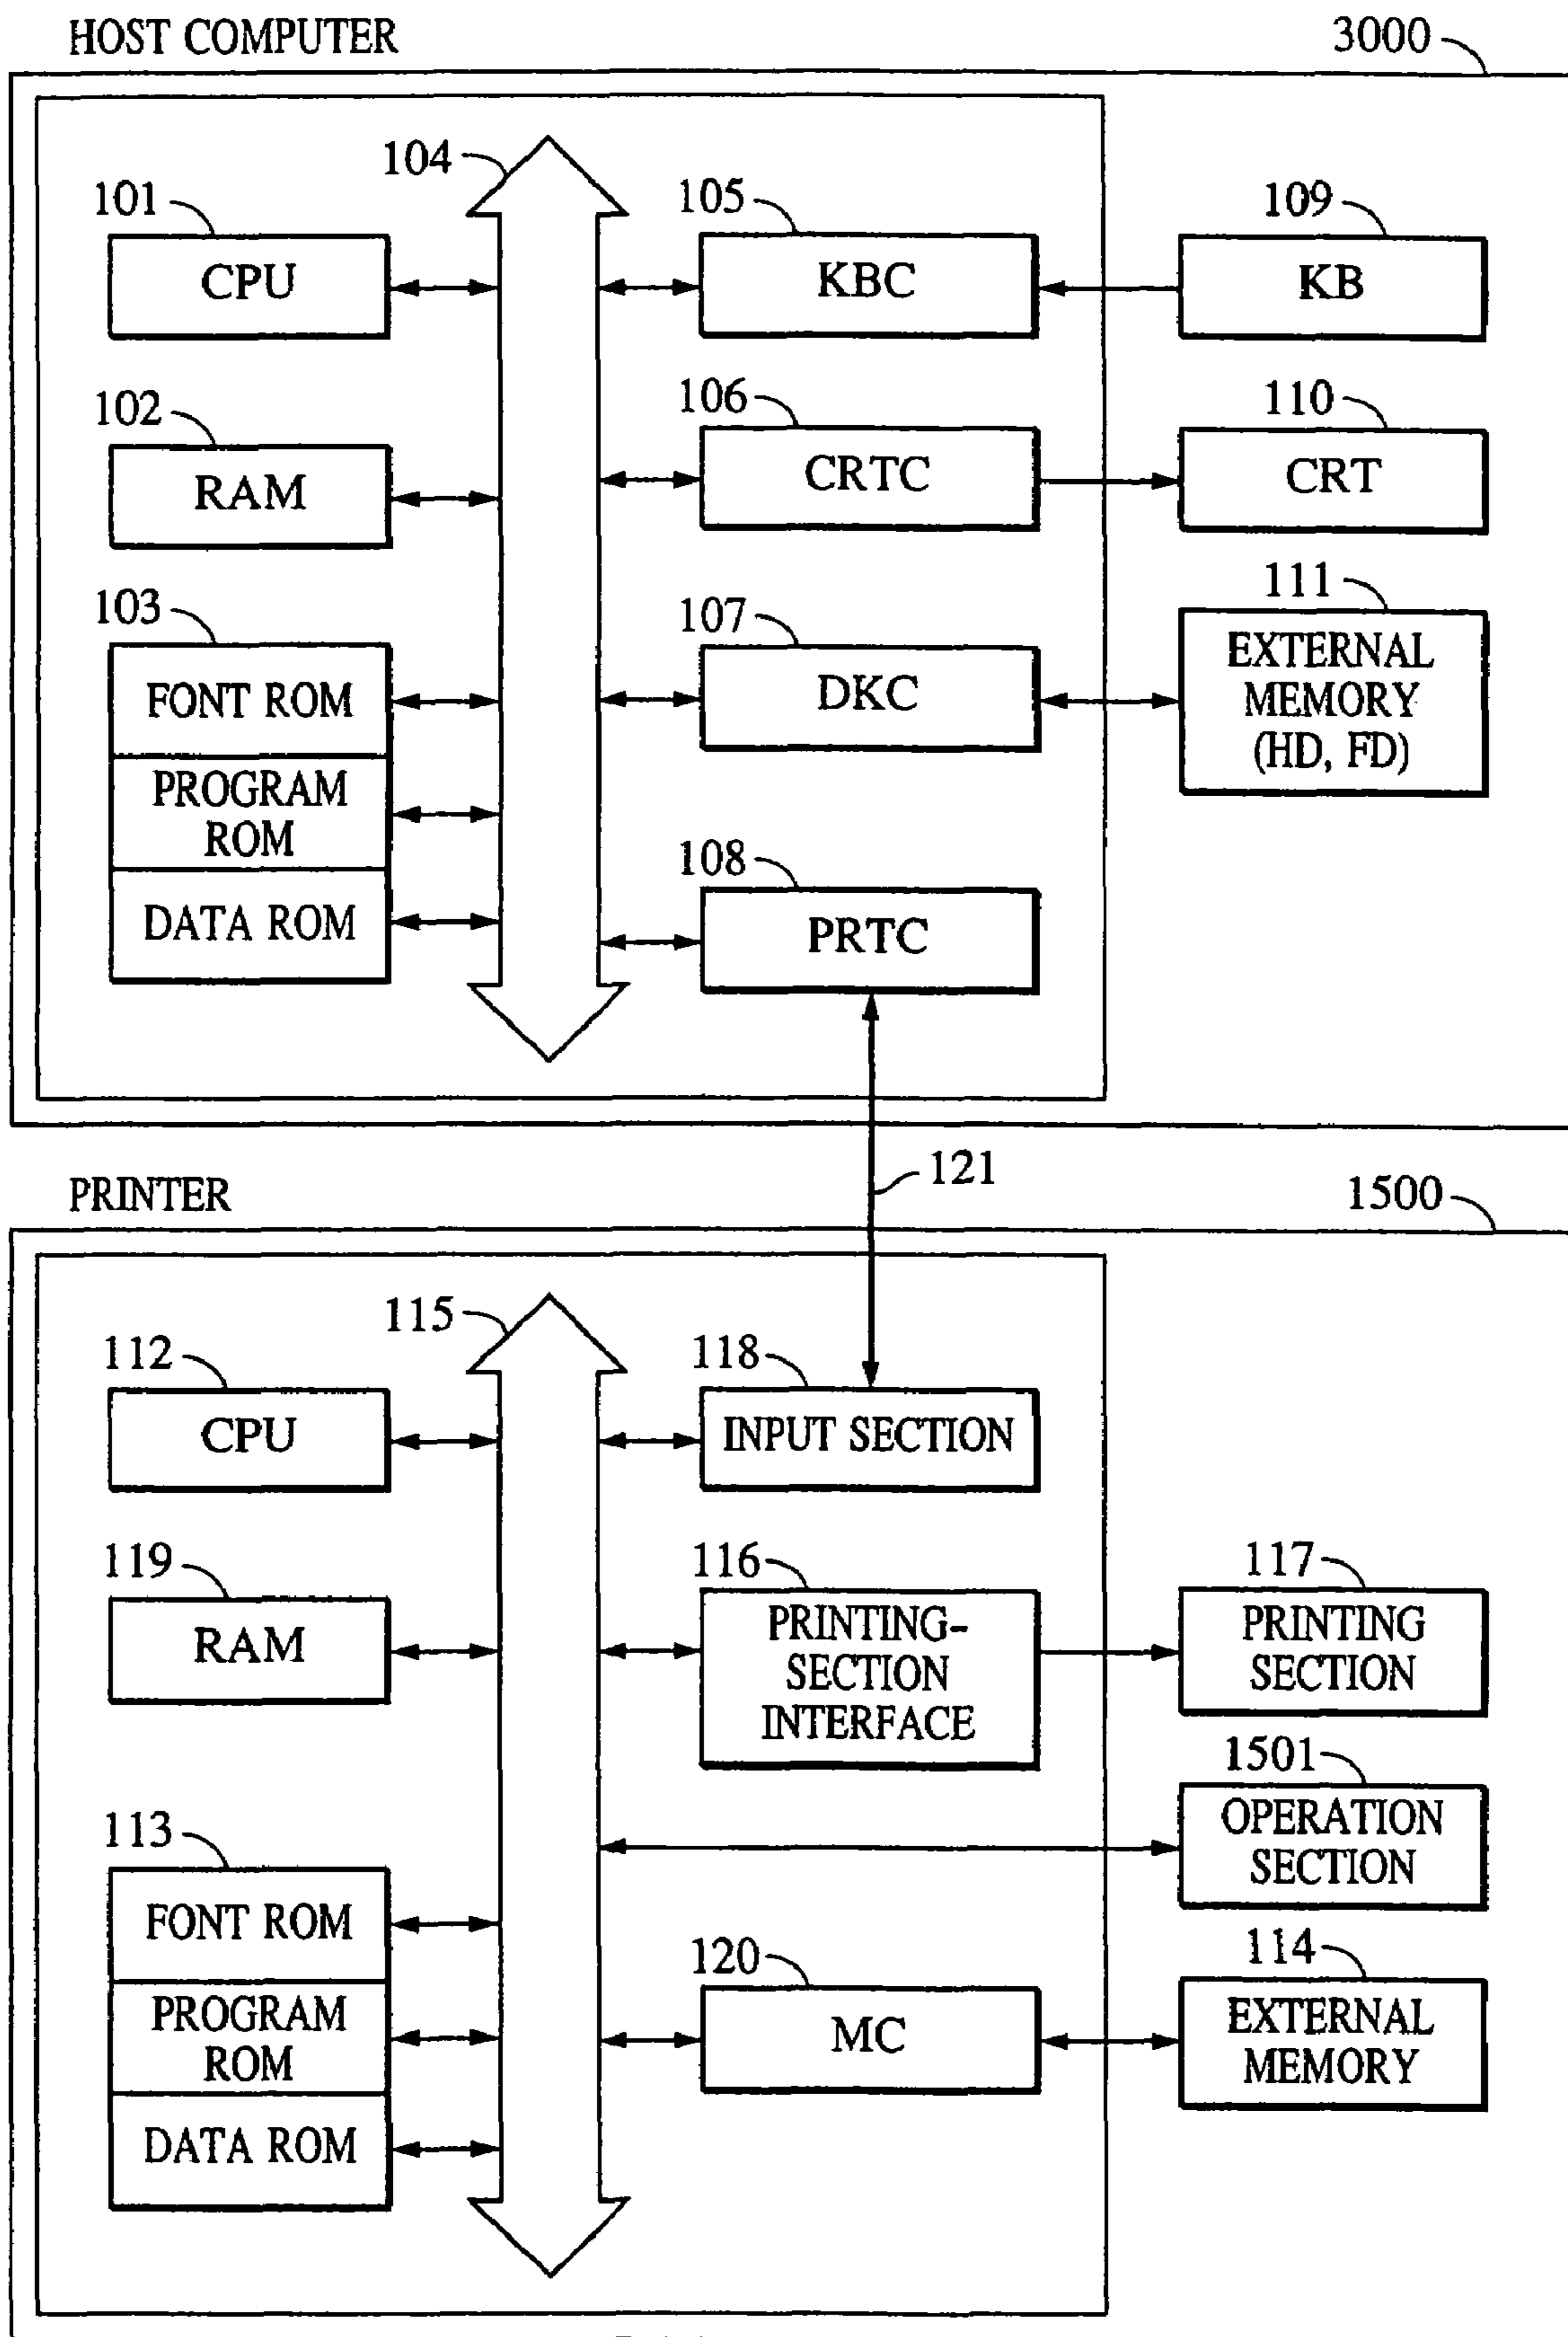 HOST COMPUTER
3000
104
101
CPU
105
KBC
109
KB
102
RAM
106
CRTC
110
CRT
103
FONT ROM
PROGRAM
ROM
DATA ROM
107
DKC
111
EXTERNAL
MEMORY
(HD, FD)
108
PRTC
121
PRINTER
1500
115
112
CPU
118
INPUT SECTION
119
RAM
116
PRINTING-
SECTION
INTERFACE
117
PRINTING
SECTION
1501
OPERATION
SECTION
113
FONT ROM
PROGRAM
ROM
DATA ROM
120
MC
114
EXTERNAL
MEMORY